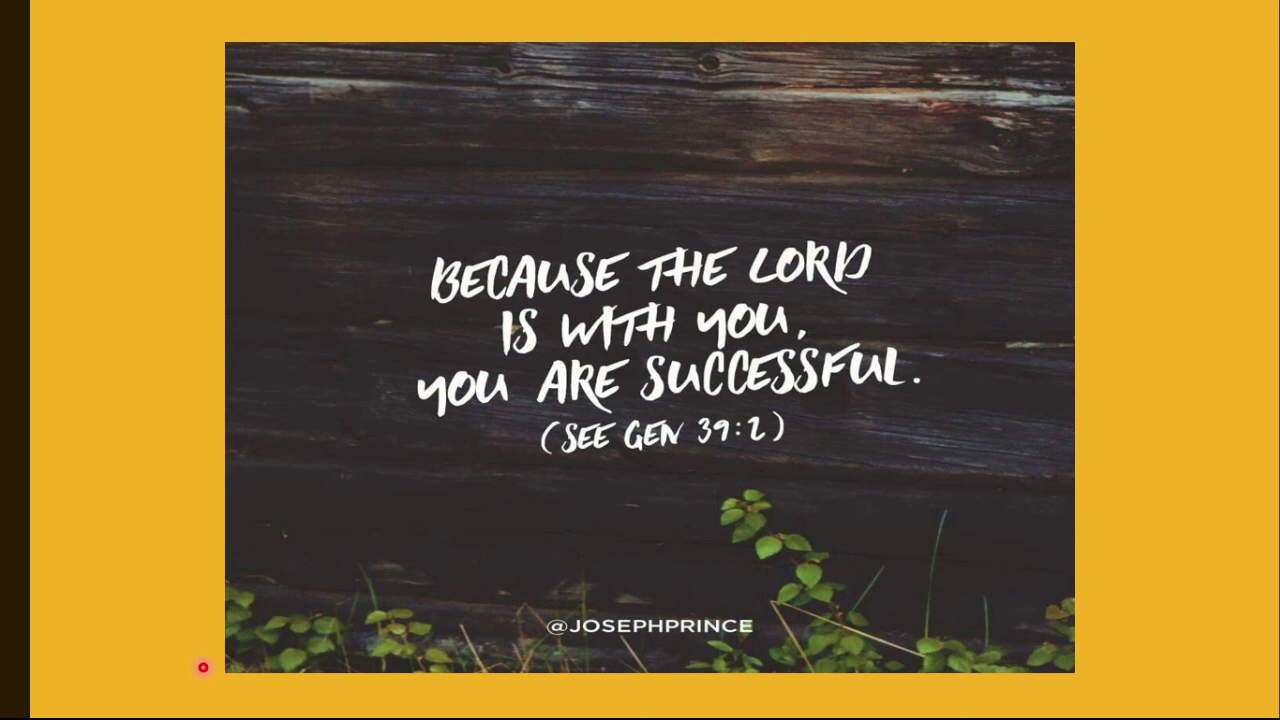 BECAUSE THE LORD
IS WITH YOU,
YOU ARE SUCCESSFUL.
(SEE GEN 39:2)
@JOSEPHPRINCE